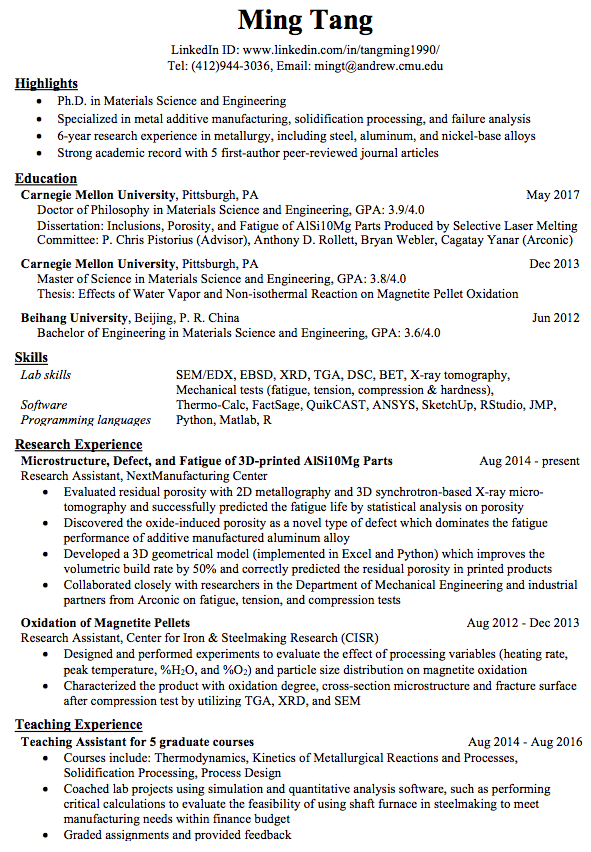 Ming Tang
LinkedIn ID: www.linkedin.com/in/tangming1990/
Tel: (412)944-3036, Email: mingt@andrew.cmu.edu
Highlights
• Ph.D. in Materials Science and Engineering
• Specialized in metal additive manufacturing, solidification processing, and failure analysis
• 6-year research experience in metallurgy, including steel, aluminum, and nickel-base alloys
• Strong academic record with 5 first-author peer-reviewed journal articles
Education
Carnegie Mellon University, Pittsburgh, PA May 2017
Doctor of Philosophy in Materials Science and Engineering, GPA: 3.9/4.0
Dissertation: Inclusions, Porosity, and Fatigue of AlSi10Mg Parts Produced by Selective Laser Melting
Committee: P. Chris Pistorius (Advisor), Anthony D. Rollett, Bryan Webler, Cagatay Yanar (Arconic)
Carnegie Mellon University, Pittsburgh, PA Dec 2013
Master of Science in Materials Science and Engineering, GPA: 3.8/4.0
Thesis: Effects of Water Vapor and Non-isothermal Reaction on Magnetite Pellet Oxidation
Beihang University, Beijing, P. R. China Jun 2012
Bachelor of Engineering in Materials Science and Engineering, GPA: 3.6/4.0
Skills
Lab skills SEM/EDX, EBSD, XRD, TGA, DSC, BET, X-ray tomography,
Mechanical tests (fatigue, tension, compression & hardness),
Software Thermo-Calc, FactSage, QuikCAST, ANSYS, SketchUp, RStudio, JMP,
Programming languages Python, Matlab, R
Research Experience
Microstructure, Defect, and Fatigue of 3D-printed AlSi10Mg Parts Aug 2014 - present
Research Assistant, NextManufacturing Center
• Evaluated residual porosity with 2D metallography and 3D synchrotron-based X-ray micro-
tomography and successfully predicted the fatigue life by statistical analysis on porosity
• Discovered the oxide-induced porosity as a novel type of defect which dominates the fatigue
performance of additive manufactured aluminum alloy
• Developed a 3D geometrical model (implemented in Excel and Python) which improves the
volumetric build rate by 50% and correctly predicted the residual porosity in printed products
• Collaborated closely with researchers in the Department of Mechanical Engineering and industrial
partners from Arconic on fatigue, tension, and compression tests
Oxidation of Magnetite Pellets Aug 2012 - Dec 2013
Research Assistant, Center for Iron & Steelmaking Research (CISR)
• Designed and performed experiments to evaluate the effect of processing variables (heating rate,
peak temperature, %H₂O, and %O₂) and particle size distribution on magnetite oxidation
• Characterized the product with oxidation degree, cross-section microstructure and fracture surface
after compression test by utilizing TGA, XRD, and SEM
Teaching Experience
Teaching Assistant for 5 graduate courses Aug 2014 - Aug 2016
• Courses include: Thermodynamics, Kinetics of Metallurgical Reactions and Processes,
Solidification Processing, Process Design
• Coached lab projects using simulation and quantitative analysis software, such as performing
critical calculations to evaluate the feasibility of using shaft furnace in steelmaking to meet
manufacturing needs within finance budget
• Graded assignments and provided feedback